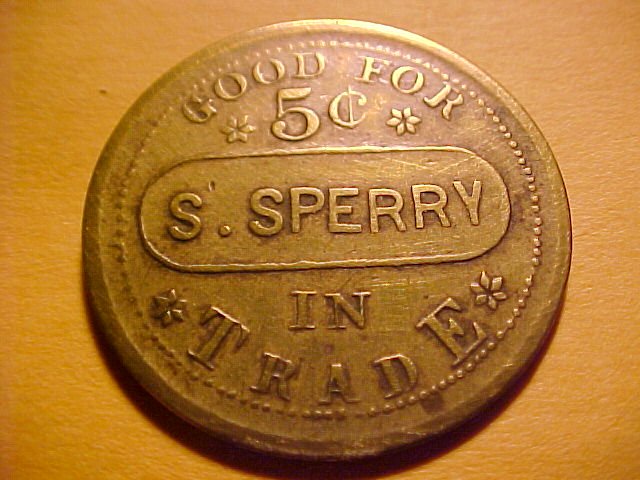 GOOD FOR
5¢
S. SPERRY
IN
TRADE